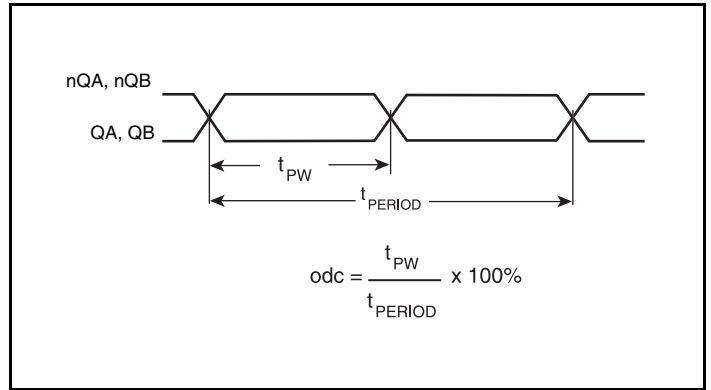 nQA, nQB
QA, QB
tPW
tPERIOD
odc = tPW / tPERIOD x 100%